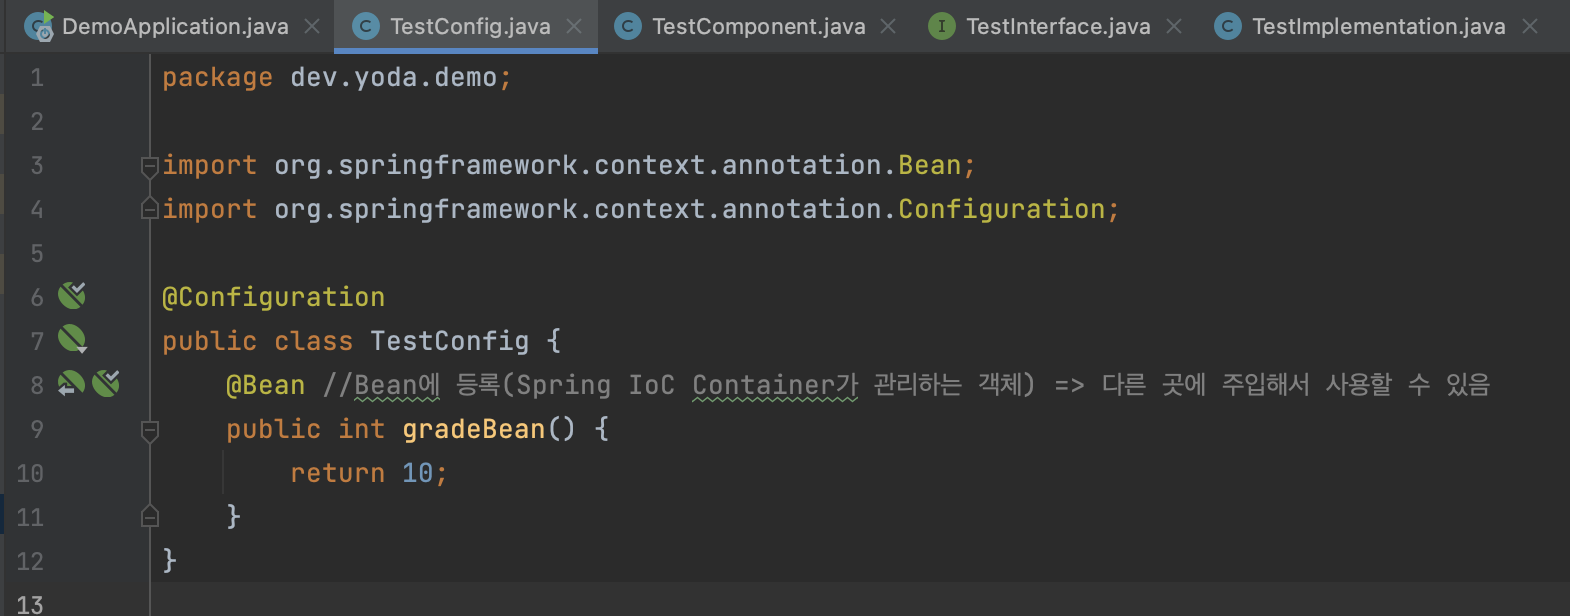 DemoApplication.java TestConfig.java TestComponent.java TestInterface.java TestImplementation.java
1 package dev.yoda.demo;
2
3 import org.springframework.context.annotation.Bean;
4 import org.springframework.context.annotation.Configuration;
5
6 @Configuration
7 public class TestConfig {
8 @Bean //Bean에 등록(Spring IoC Container가 관리하는 객체) => 다른 곳에 주입해서 사용할 수 있음
9 public int gradeBean() {
10 return 10;
11 }
12 }
13